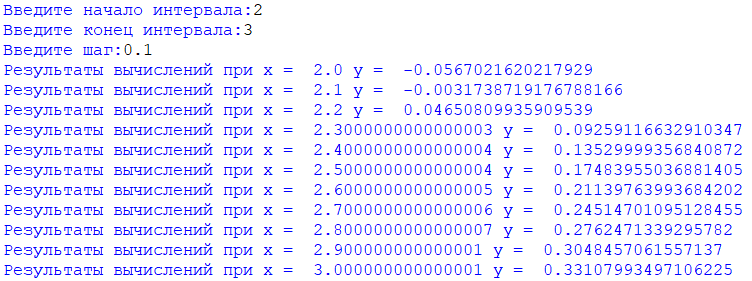 Введите начало интервала:2
Введите конец интервала:3
Введите шаг:0.1
Результаты вычислений при x =  2.0 y =  -0.0567021620217929
Результаты вычислений при x =  2.1 y =  -0.0031738719176788166
Результаты вычислений при x =  2.2 y =  0.04650809935909539
Результаты вычислений при x =  2.3000000000000003 y =  0.09259116632910347
Результаты вычислений при x =  2.4000000000000004 y =  0.13529999356840872
Результаты вычислений при x =  2.5000000000000004 y =  0.17483955036881405
Результаты вычислений при x =  2.6000000000000005 y =  0.21139763993684202
Результаты вычислений при x =  2.7000000000000006 y =  0.24514701095128455
Результаты вычислений при x =  2.8000000000000007 y =  0.2762471339295782
Результаты вычислений при x =  2.900000000000001 y =  0.3048457061557137
Результаты вычислений при x =  3.000000000000001 y =  0.33107993497106225